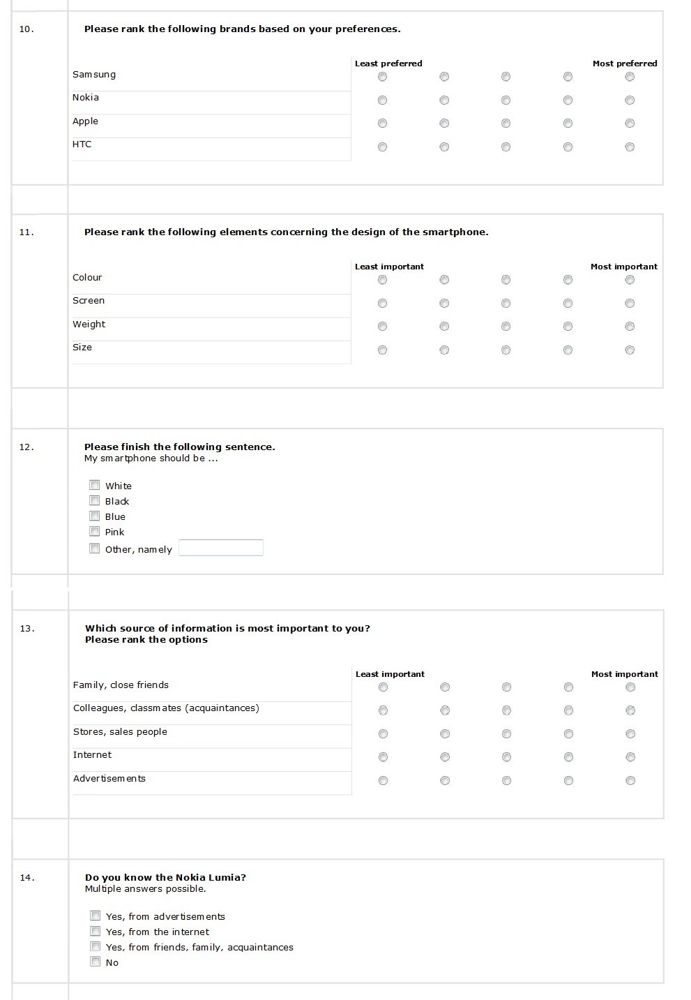 10. Please rank the following brands based on your preferences.
Least preferred Most preferred
Samsung
Nokia
Apple
HTC
11. Please rank the following elements concerning the design of the smartphone.
Least important Most important
Colour
Screen
Weight
Size
12. Please finish the following sentence.
My smartphone should be ...
White
Black
Blue
Pink
Other, namely
13. Which source of information is most important to you?
Please rank the options
Least important Most important
Family, close friends
Colleagues, classmates (acquaintances)
Stores, sales people
Internet
Advertisements
14. Do you know the Nokia Lumia?
Multiple answers possible.
Yes, from advertisements
Yes, from the internet
Yes, from friends, family, acquaintances
No